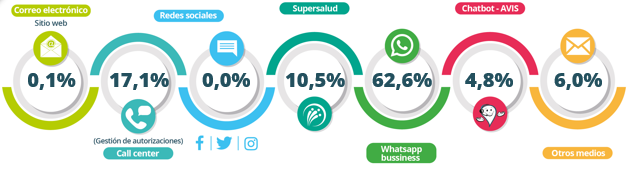 Correo electrónico
Sitio web
Redes sociales
Supersalud
Chatbot - AVIS
0,1%
17,1%
0,0%
10,5%
62,6%
4,8%
6,0%
(Gestión de autorizaciones)
Call center
Whatsapp
bussiness
Otros medios